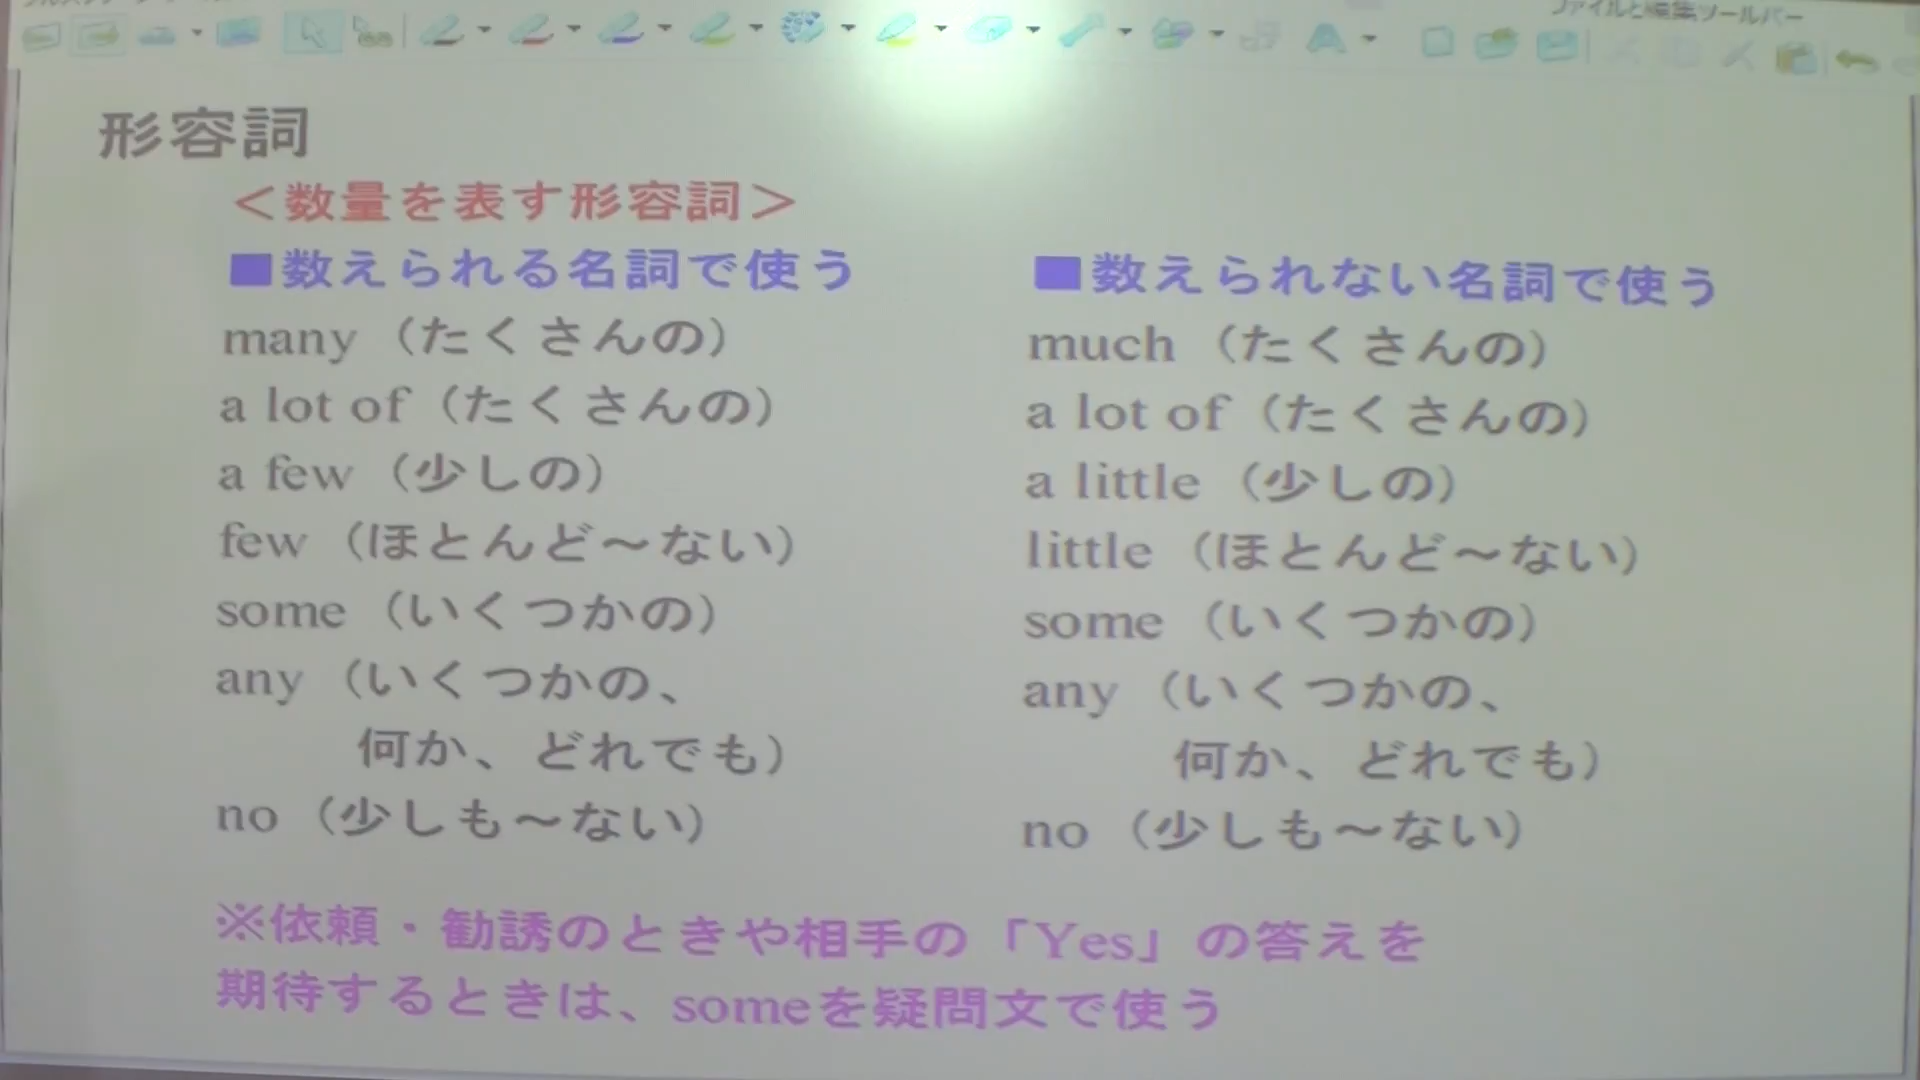 ファイルと編集ツールバー
形容詞
＜数量を表す形容詞＞
■数えられる名詞で使う
many（たくさんの）
a lot of（たくさんの）
a few（少しの）
few（ほとんど～ない）
some（いくつかの）
any（いくつかの、
何か、どれでも）
no（少しも～ない）
■数えられない名詞で使う
much（たくさんの）
a lot of（たくさんの）
a little（少しの）
little（ほとんど～ない）
some（いくつかの）
any（いくつかの、
何か、どれでも）
no（少しも～ない）
※依頼・勧誘のときや相手の「Yes」の答えを
期待するときは、someを疑問文で使う